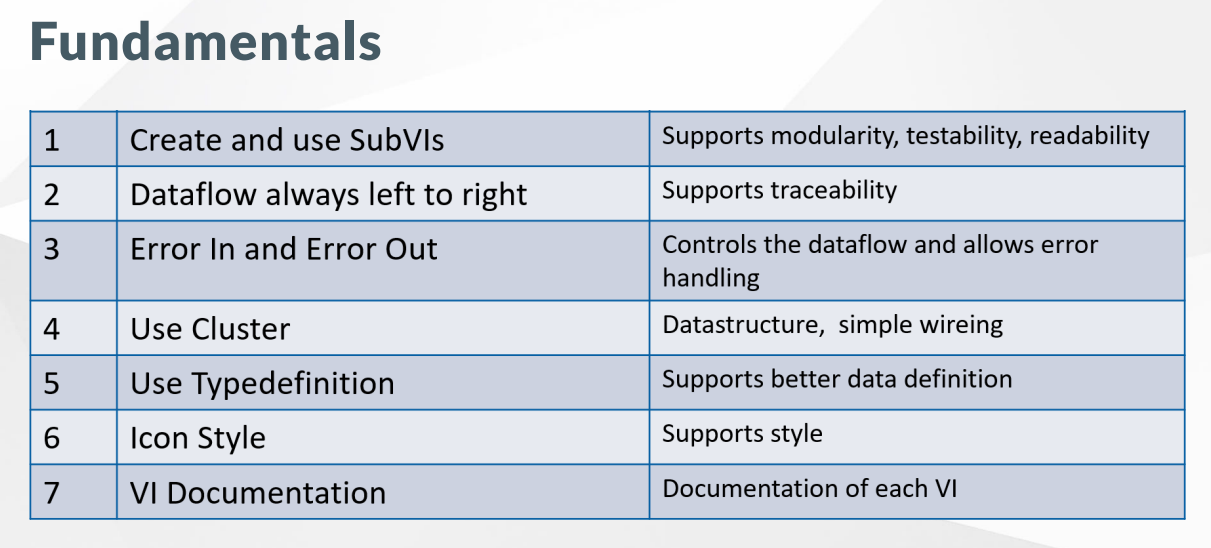 Fundamentals
1 Create and use SubVIs Supports modularity, testability, readability
2 Dataflow always left to right Supports traceability
3 Error In and Error Out Controls the dataflow and allows error
handling
4 Use Cluster Datastructure,  simple wireing
5 Use Typedefinition Supports better data definition
6 Icon Style Supports style
7 VI Documentation Documentation of each VI